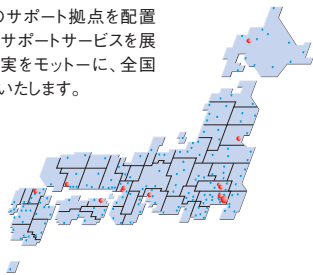 のサポート拠点を配置
サポートサービスを展
実をモットーに、全国
いたします。